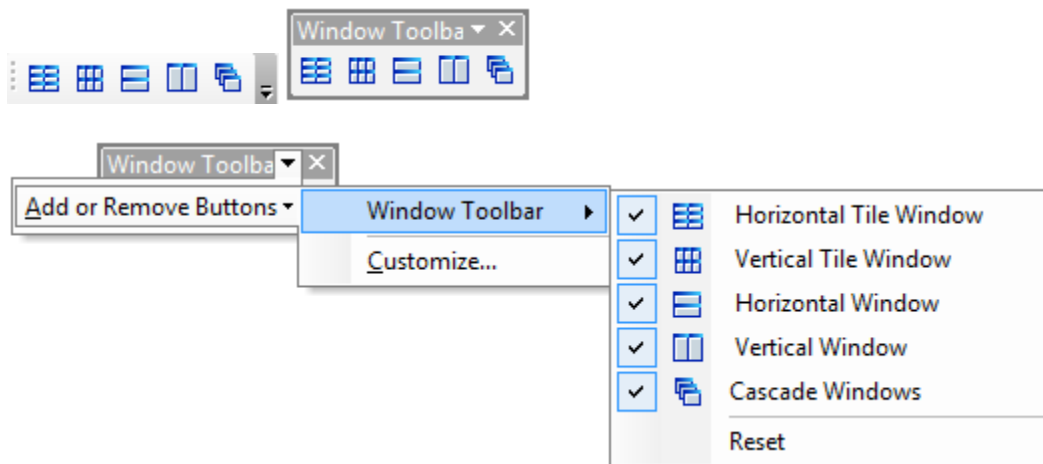 Window Toolba
Window Toolba
Add or Remove Buttons
Window Toolbar
Customize...
Horizontal Tile Window
Vertical Tile Window
Horizontal Window
Vertical Window
Cascade Windows
Reset